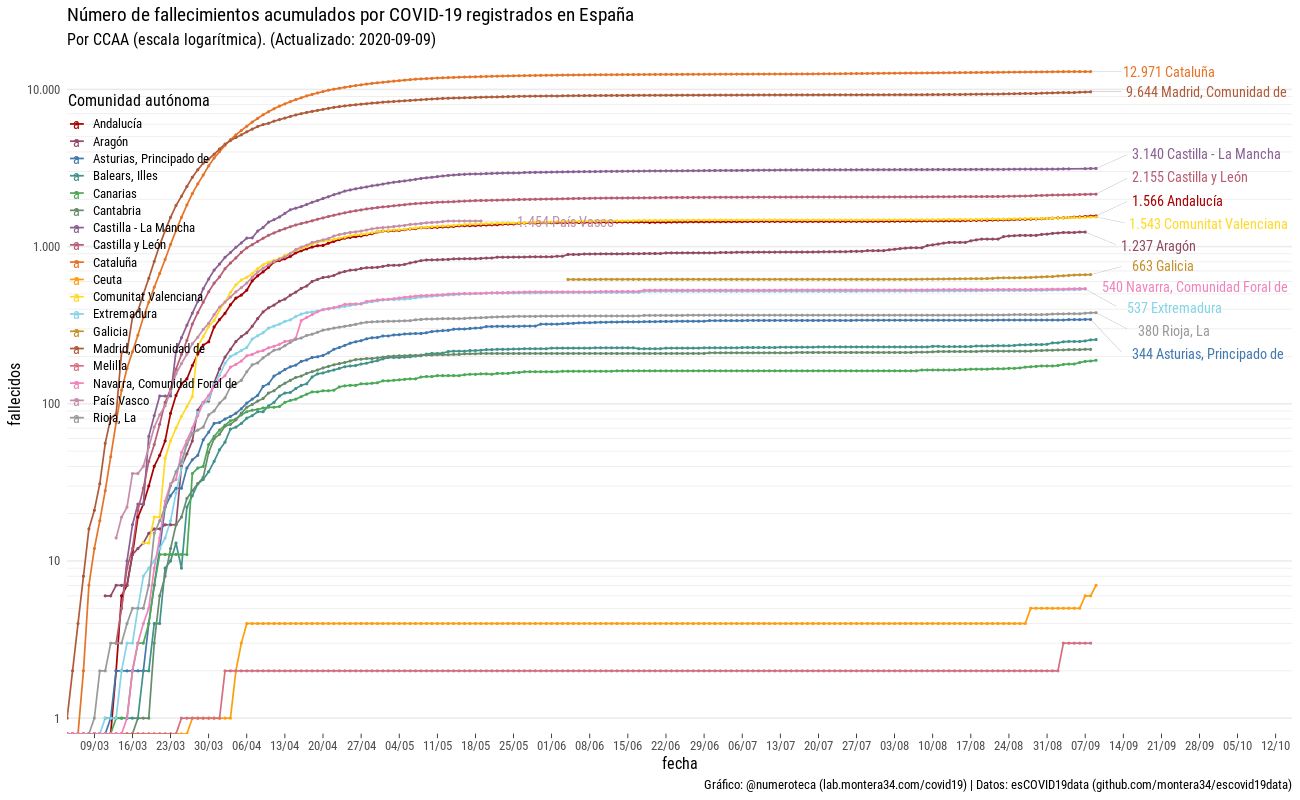 Número de fallecimientos acumulados por COVID-19 registrados en España
Por CCAA (escala logarítmica). (Actualizado: 2020-09-09)
12.971 Cataluña
10.000
9.644 Madrid, Comunidad de
Comunidad autónoma
Andalucía
Aragón
Asturias, Principado de
Balears, Illes
Canarias
Cantabria
Castilla - La Mancha
Castilla y León
Cataluña
Ceuta
Comunitat Valenciana
Extremadura
Galicia
Madrid, Comunidad de
Melilla
Navarra, Comunidad Foral de
País Vasco
Rioja, La
3.140 Castilla - La Mancha
2.155 Castilla y León
1.566 Andalucía
1.454 País Vasco
1.543 Comunitat Valenciana
1.237 Aragón
663 Galicia
540 Navarra, Comunidad Foral de
537 Extremadura
380 Rioja, La
344 Asturias, Principado de
1.000
100
10
1
fallecidos
09/03 16/03 23/03 30/03 06/04 13/04 20/04 27/04 04/05 11/05 18/05 25/05 01/06 08/06 15/06 22/06 29/06 06/07 13/07 20/07 27/07 03/08 10/08 17/08 24/08 31/08 07/09 14/09 21/09 28/09 05/10 12/10
fecha
Gráfico: @numeroteca (lab.montera34.com/covid19) | Datos: esCOVID19data (github.com/montera34/escovid19data)